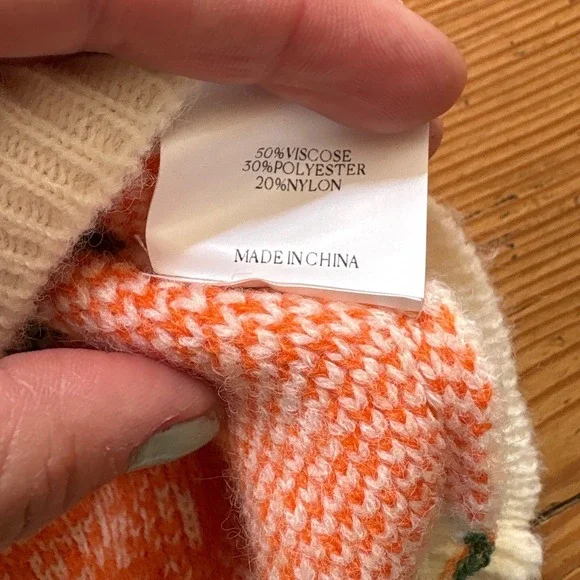 50%VISCOSE
30%POLYESTER
20%NYLON
MADE IN CHINA